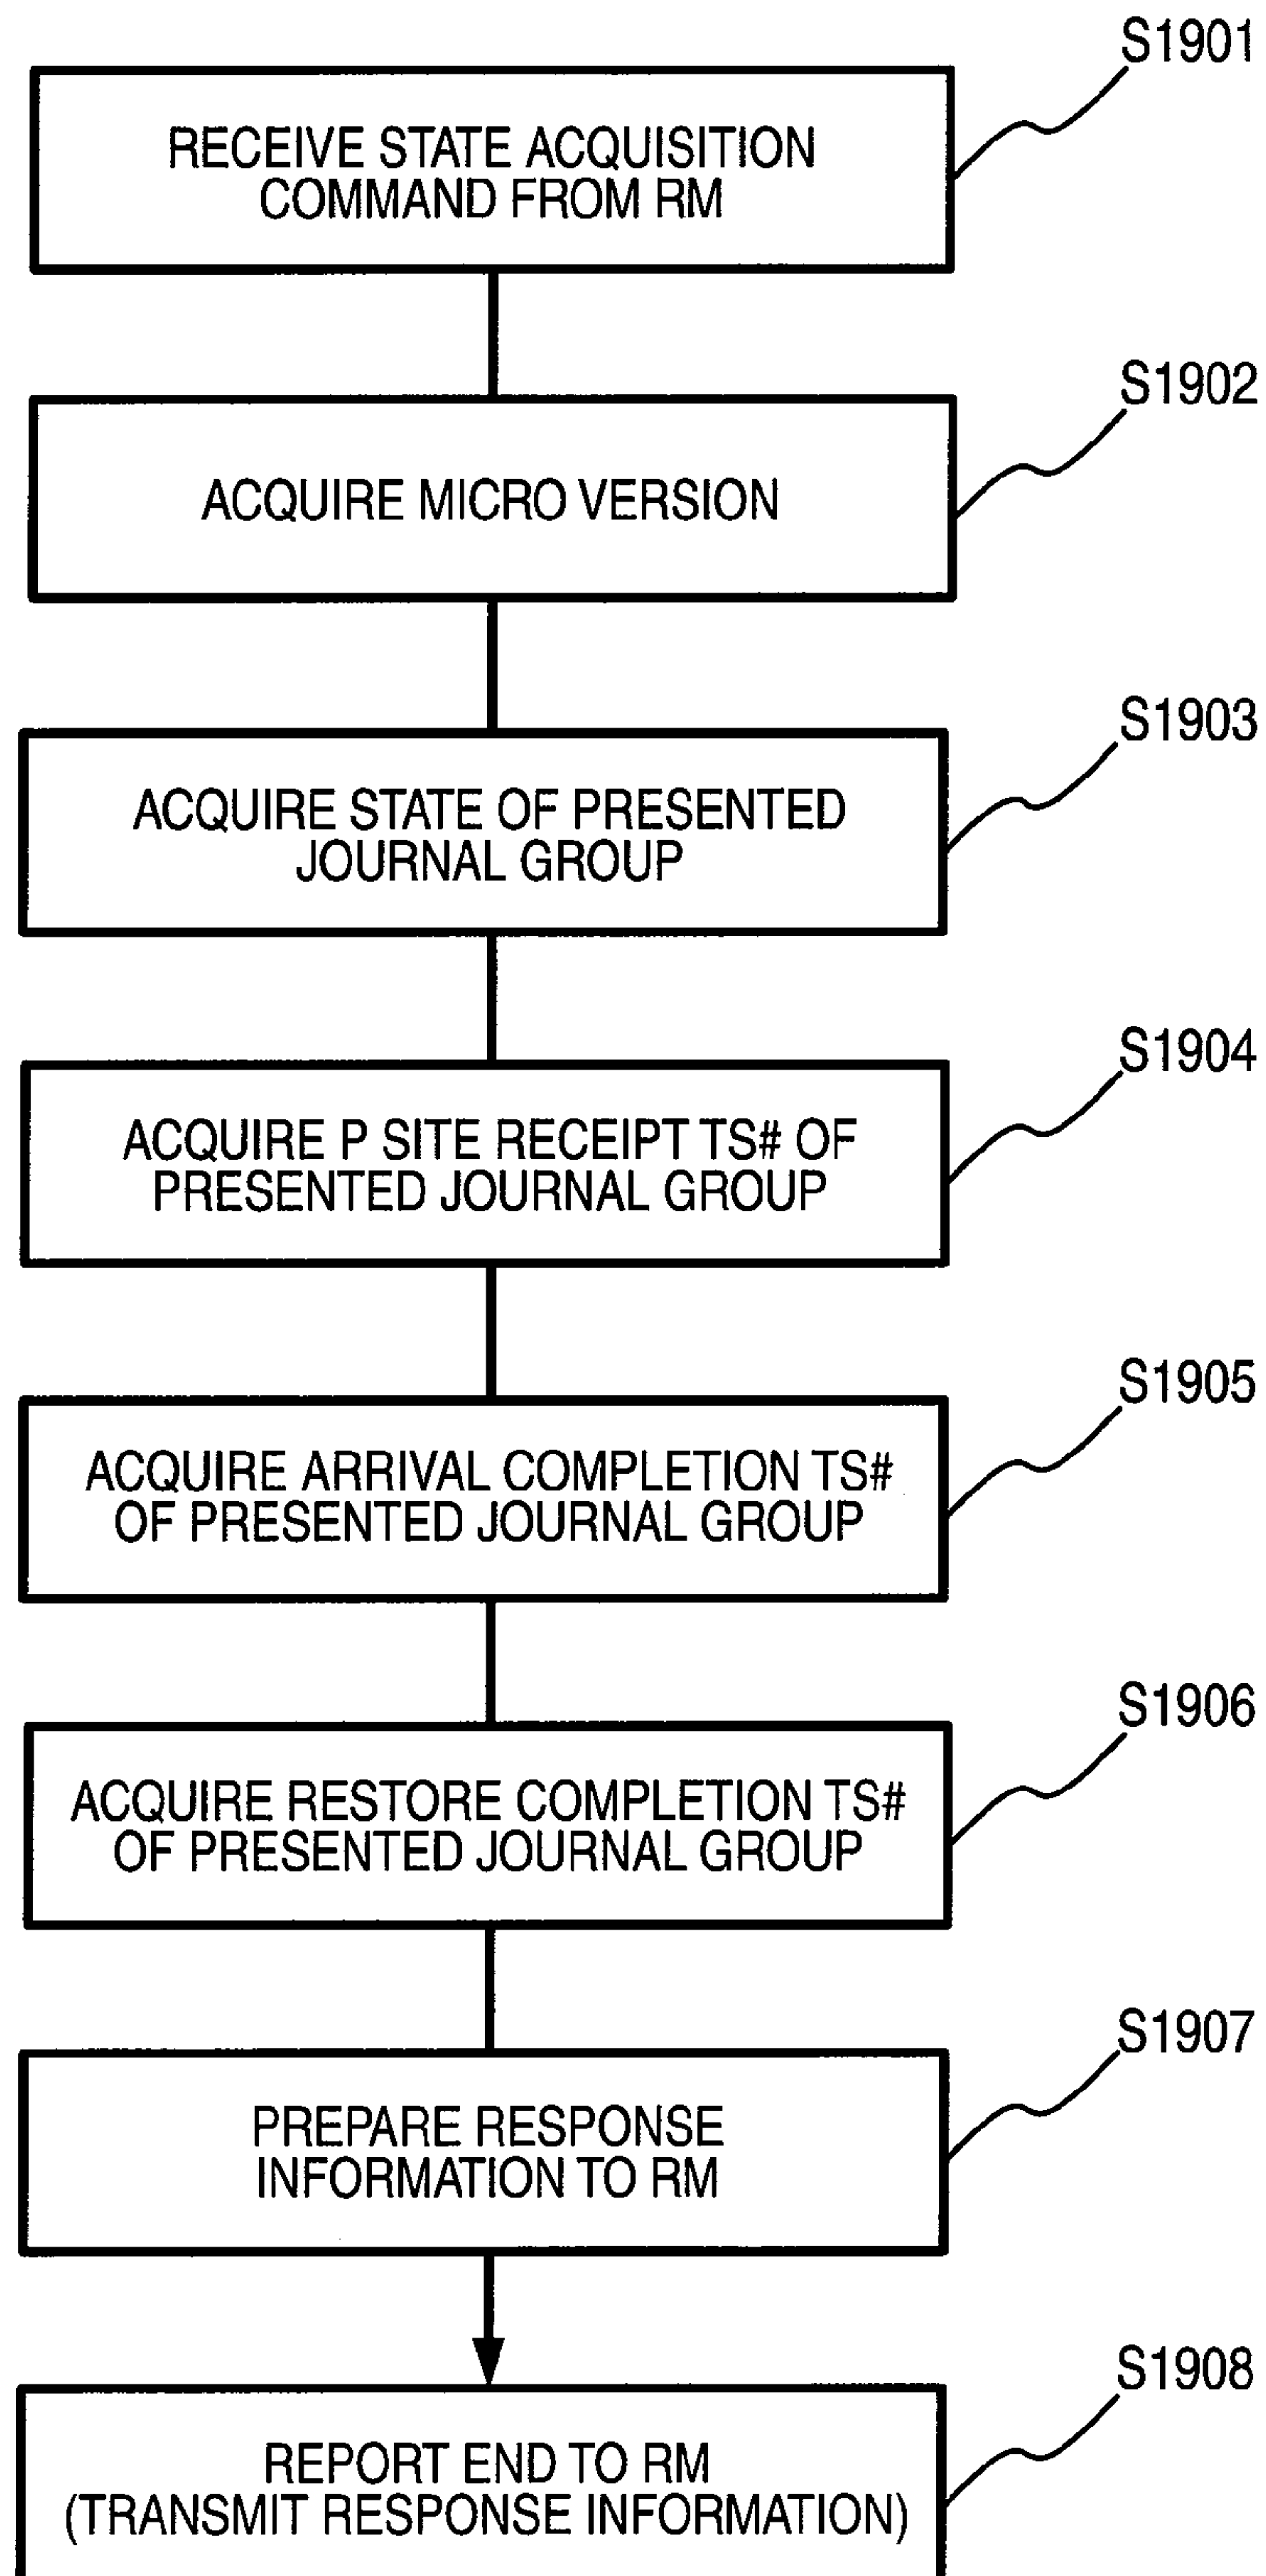 S1901
RECEIVE STATE ACQUISITION
COMMAND FROM RM
S1902
ACQUIRE MICRO VERSION
S1903
ACQUIRE STATE OF PRESENTED
JOURNAL GROUP
S1904
ACQUIRE P SITE RECEIPT TS# OF
PRESENTED JOURNAL GROUP
S1905
ACQUIRE ARRIVAL COMPLETION TS#
OF PRESENTED JOURNAL GROUP
S1906
ACQUIRE RESTORE COMPLETION TS#
OF PRESENTED JOURNAL GROUP
S1907
PREPARE RESPONSE
INFORMATION TO RM
S1908
REPORT END TO RM
(TRANSMIT RESPONSE INFORMATION)